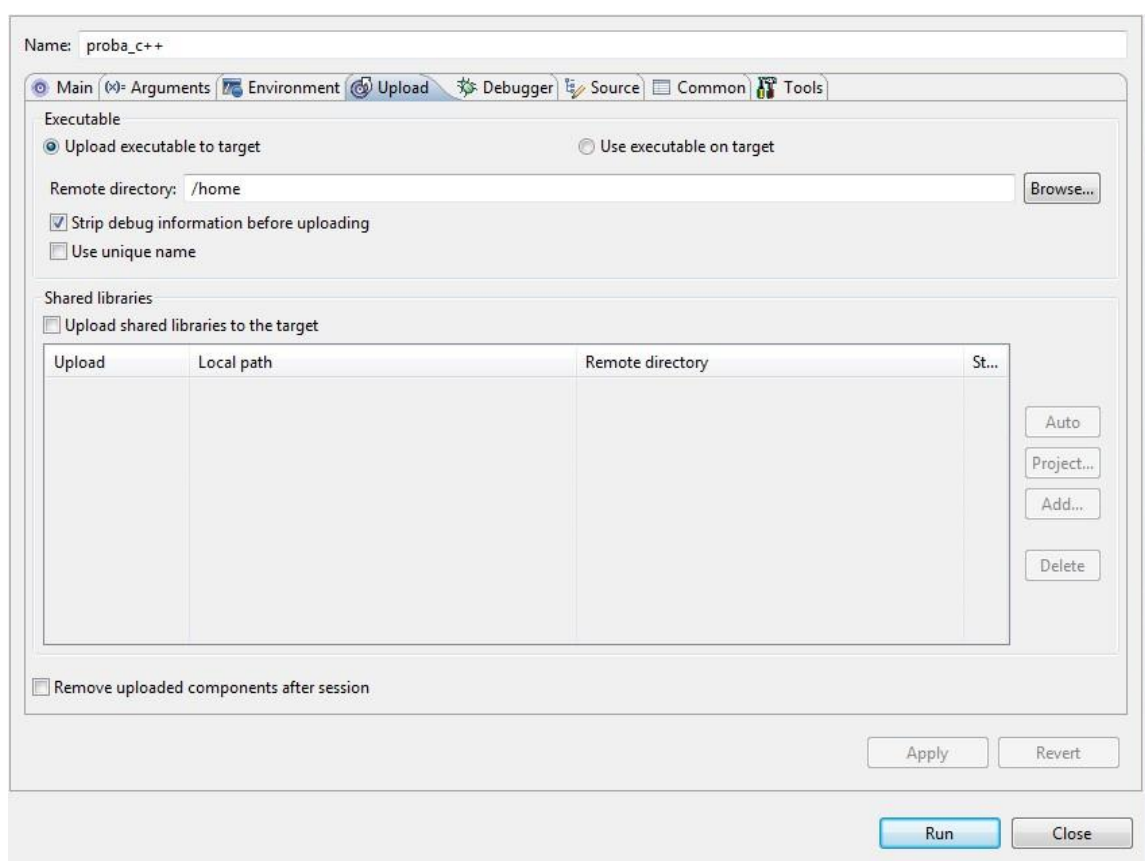 Name: proba_c++
Main (x)= Arguments Environment Upload Debugger Source Common Tools
Executable
Upload executable to target Use executable on target
Remote directory: /home Browse...
Strip debug information before uploading
Use unique name
Shared libraries
Upload shared libraries to the target
Upload Local path Remote directory St...
Auto
Project...
Add...
Delete
Remove uploaded components after session
Apply Revert
Run Close